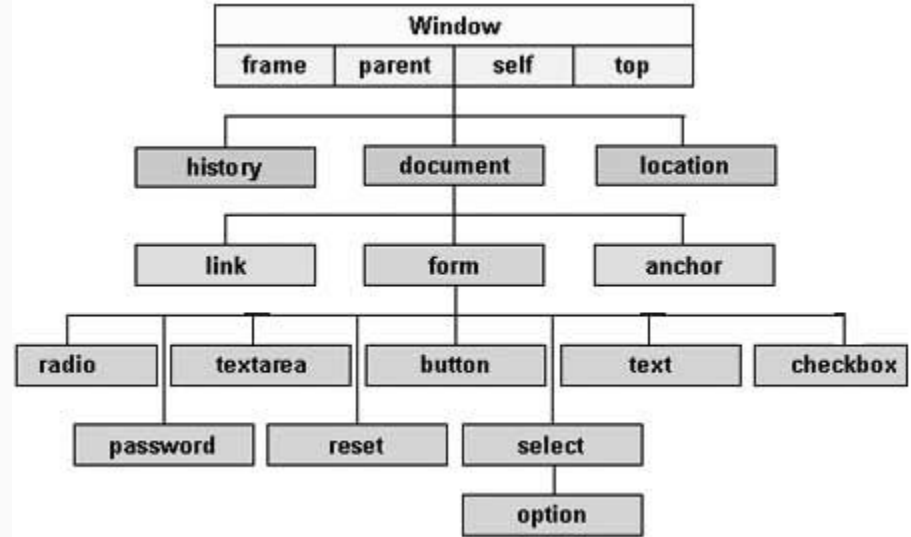 Window
frame parent self top
history document location
link form anchor
radio textarea button text checkbox
password reset select
option